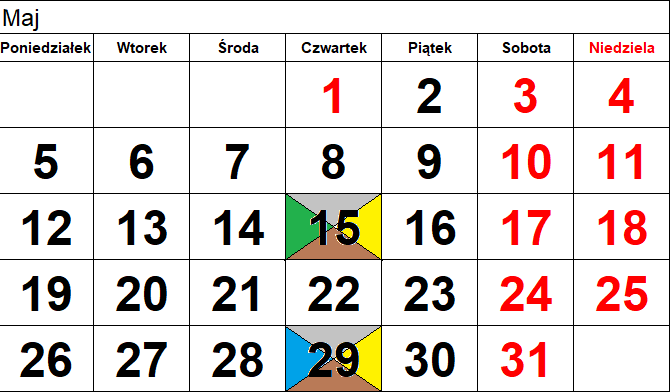 Maj
Poniedziałek Wtorek Środa Czwartek Piątek Sobota Niedziela
1 2 3 4
5 6 7 8 9 10 11
12 13 14 15 16 17 18
19 20 21 22 23 24 25
26 27 28 29 30 31